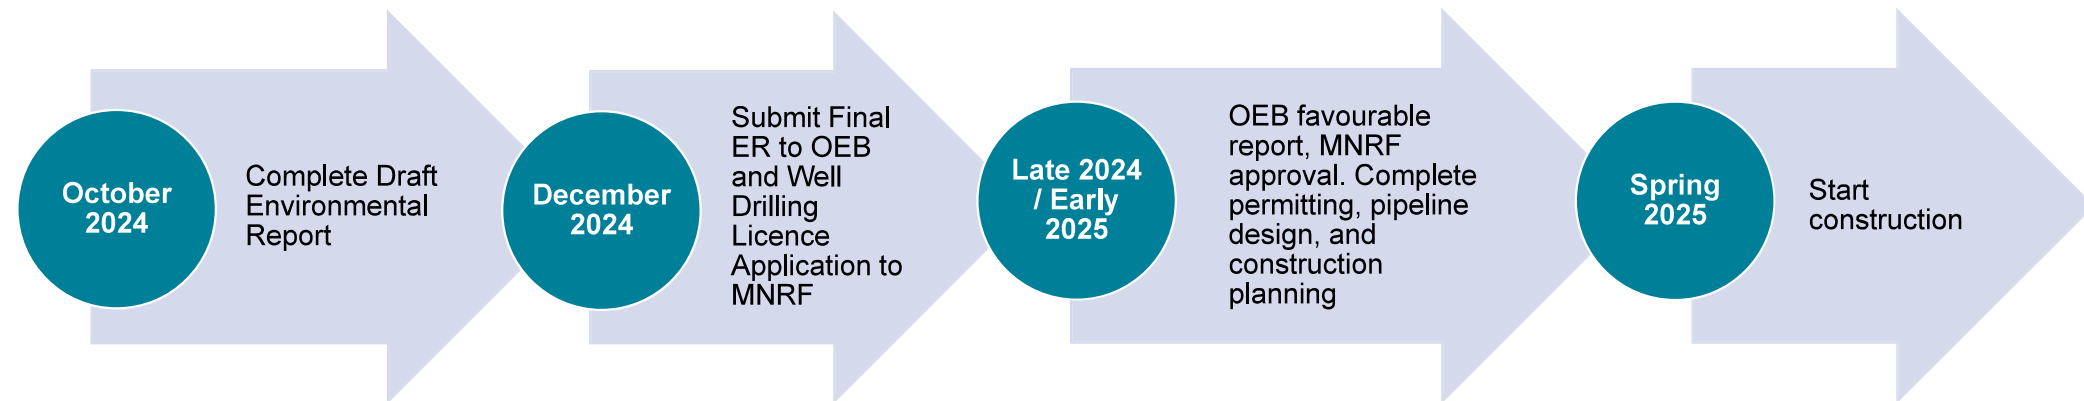 October
2024
Complete Draft
Environmental
Report
December
2024
Submit Final
ER to OEB
and Well
Drilling
Licence
Application to
MNRF
Late 2024
/ Early
2025
OEB favourable
report, MNRF
approval. Complete
permitting, pipeline
design, and
construction
planning
Spring
2025
Start
construction